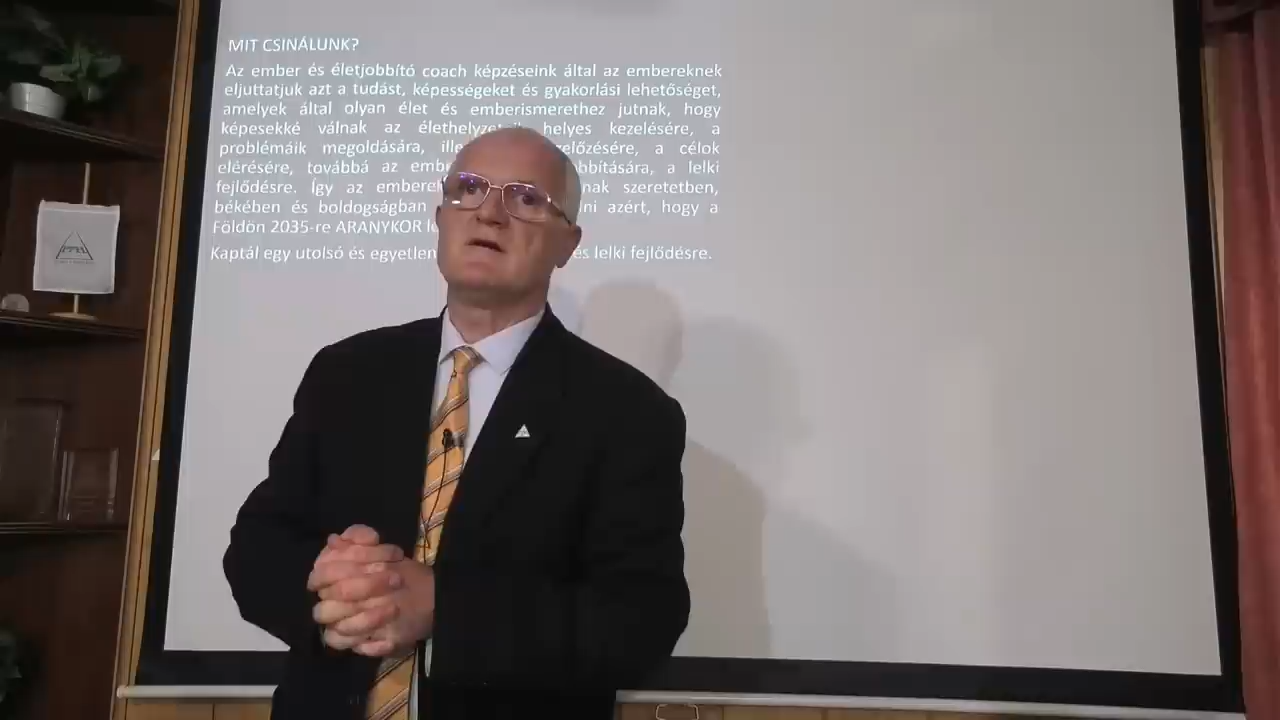 MIT CSINÁLUNK?
Az ember és életjobbító coach képzéseink által az embereknek
eljuttatjuk azt a tudást, képességeket és gyakorlási lehetőséget,
amelyek által olyan élet és emberismerethez jutnak, hogy
képesekké válnak az helyes kezelésére, a
problémáik megoldására, a célok
elérésére, továbbá az a lelki
fejlődésre. Így az szeretetben,
békében és boldogságban azért, hogy a
Földön 2035-re ARANYKOR
Kaptál egy utolsó és egyetlen és lelki fejlődésre.